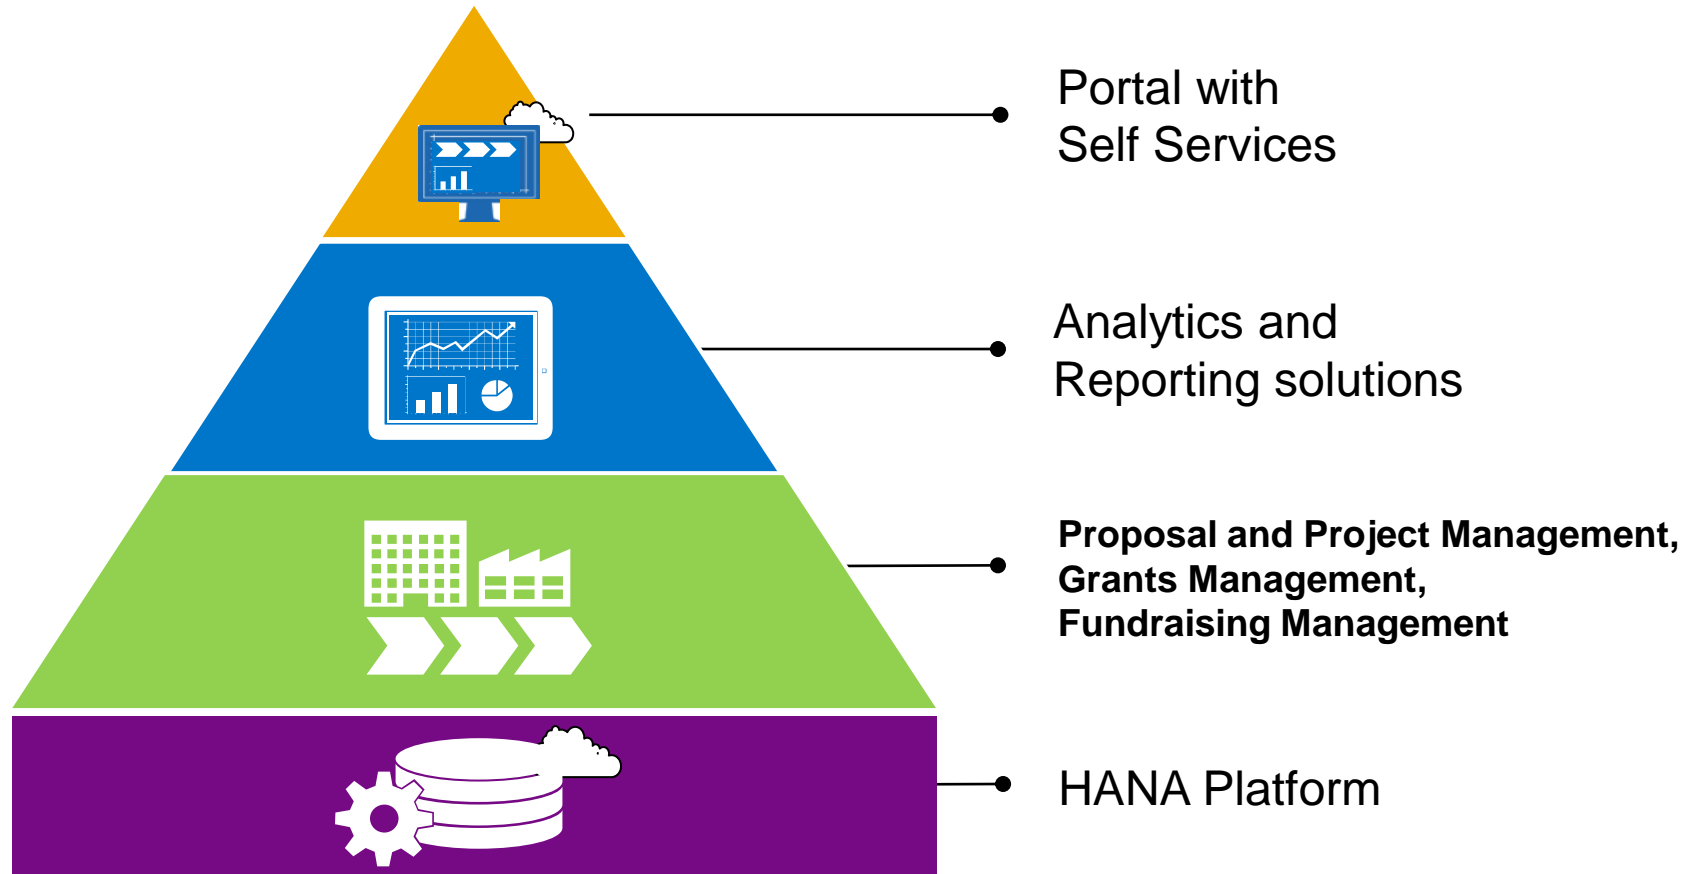 Portal with
Self Services
Analytics and
Reporting solutions
Proposal and Project Management,
Grants Management,
Fundraising Management
HANA Platform